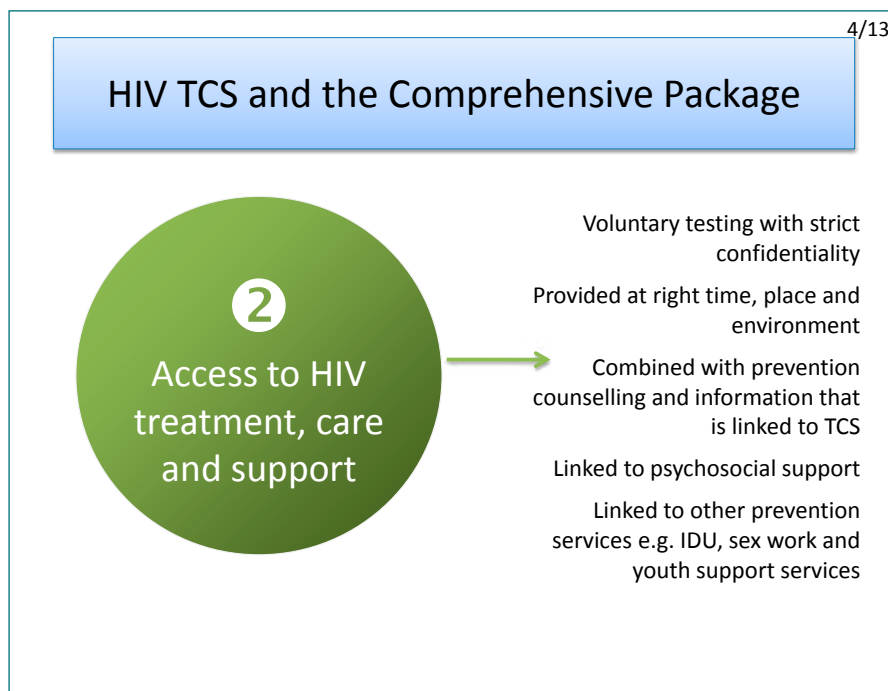 4/13
HIV TCS and the Comprehensive Package
2
Access to HIV
treatment, care
and support
Voluntary testing with strict
confidentiality
Provided at right time, place and
environment
Combined with prevention
counselling and information that
is linked to TCS
Linked to psychosocial support
Linked to other prevention
services e.g. IDU, sex work and
youth support services